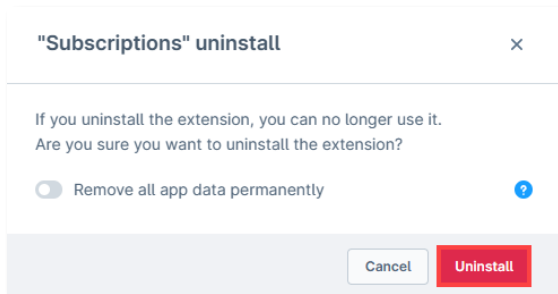 "Subscriptions" uninstall
If you uninstall the extension, you can no longer use it.
Are you sure you want to uninstall the extension?
Remove all app data permanently
?
Cancel
Uninstall